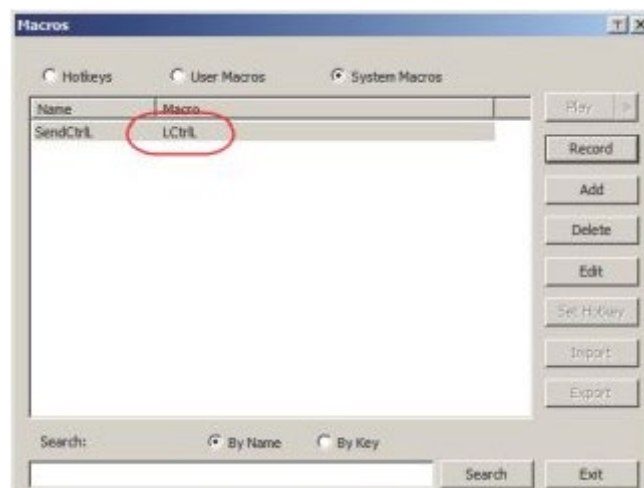 Macros
Hotkeys User Macros System Macros
Name Macro
SendCtrlL LCtrlL
Play
Record
Add
Delete
Edit
Set Hotkey
Import
Export
Search: By Name By Key
Search Exit